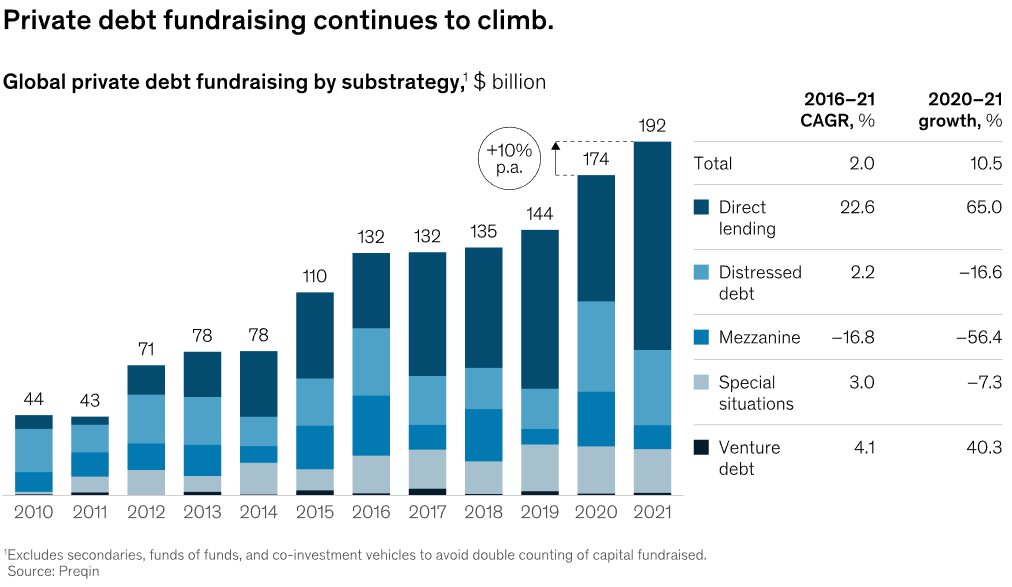 Private debt fundraising continues to climb.
Global private debt fundraising by substrategy,¹ $ billion
2016–21
CAGR, %
2020–21
growth, %
+10%
p.a.
44
43
71
78
78
110
132
132
135
144
174
192
2010
2011
2012
2013
2014
2015
2016
2017
2018
2019
2020
2021
Total 2.0 10.5
Direct 22.6 65.0
lending
Distressed 2.2 –16.6
debt
Mezzanine –16.8 –56.4
Special 3.0 –7.3
situations
Venture 4.1 40.3
debt
¹Excludes secondaries, funds of funds, and co-investment vehicles to avoid double counting of capital fundraised.
Source: Preqin